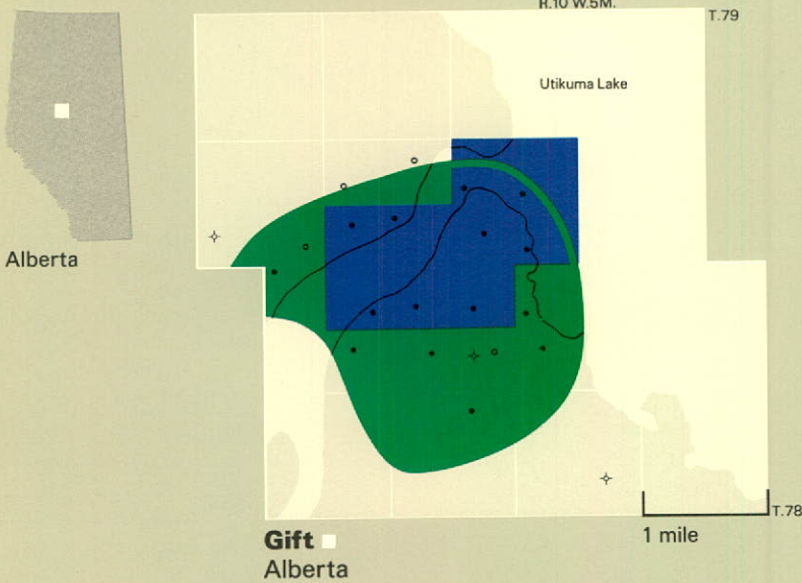 R.10 W.5M.
T.79
Utikuma Lake
Alberta
T.78
1 mile
Gift
Alberta